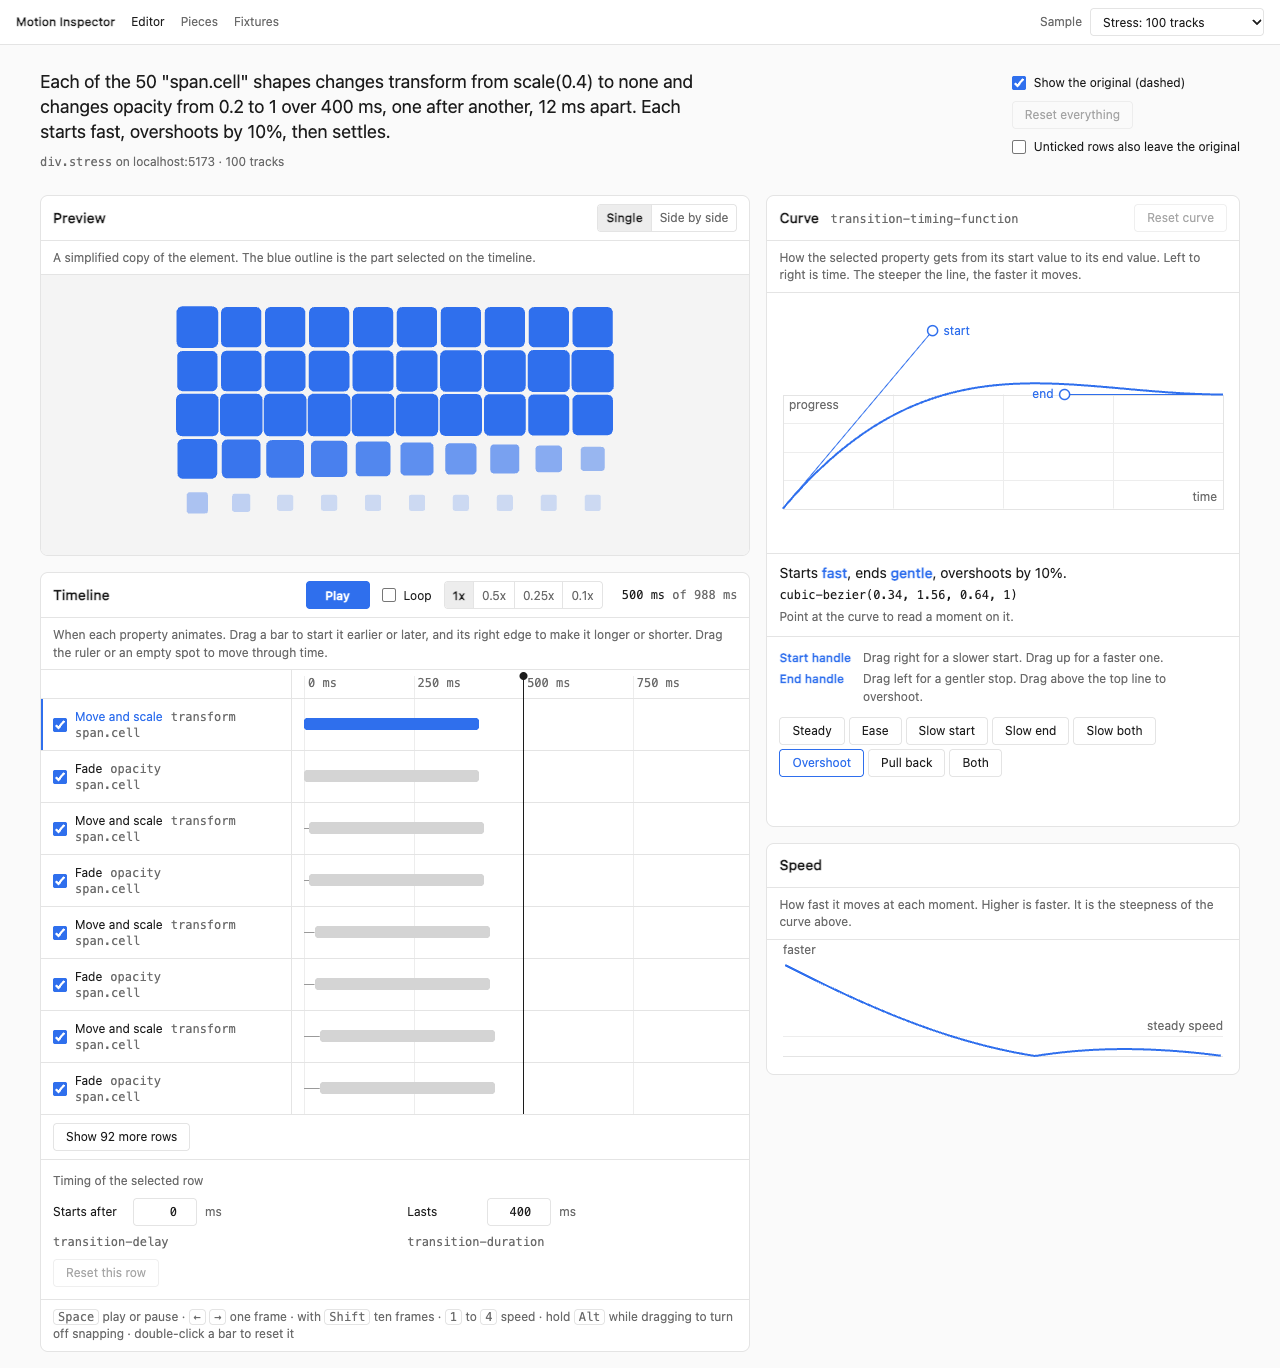 Motion Inspector Editor Pieces Fixtures
Sample Stress: 100 tracks
Each of the 50 "span.cell" shapes changes transform from scale(0.4) to none and
changes opacity from 0.2 to 1 over 400 ms, one after another, 12 ms apart. Each
starts fast, overshoots by 10%, then settles.
div.stress on localhost:5173 · 100 tracks
Show the original (dashed)
Reset everything
Unticked rows also leave the original
Preview
Single Side by side
A simplified copy of the element. The blue outline is the part selected on the timeline.
Timeline
Play Loop 1x 0.5x 0.25x 0.1x 500 ms of 988 ms
When each property animates. Drag a bar to start it earlier or later, and its right edge to make it longer or shorter. Drag
the ruler or an empty spot to move through time.
0 ms 250 ms 500 ms 750 ms
Move and scale transform
span.cell
Fade opacity
span.cell
Move and scale transform
span.cell
Fade opacity
span.cell
Move and scale transform
span.cell
Fade opacity
span.cell
Move and scale transform
span.cell
Fade opacity
span.cell
Show 92 more rows
Timing of the selected row
Starts after 0 ms Lasts 400 ms
transition-delay transition-duration
Reset this row
Space play or pause · ← → one frame · with Shift ten frames · 1 to 4 speed · hold Alt while dragging to turn
off snapping · double-click a bar to reset it
Curve transition-timing-function
Reset curve
How the selected property gets from its start value to its end value. Left to
right is time. The steeper the line, the faster it moves.
start
end
progress
time
Starts fast, ends gentle, overshoots by 10%.
cubic-bezier(0.34, 1.56, 0.64, 1)
Point at the curve to read a moment on it.
Start handle Drag right for a slower start. Drag up for a faster one.
End handle Drag left for a gentler stop. Drag above the top line to
overshoot.
Steady Ease Slow start Slow end Slow both
Overshoot Pull back Both
Speed
How fast it moves at each moment. Higher is faster. It is the steepness of the
curve above.
faster
steady speed